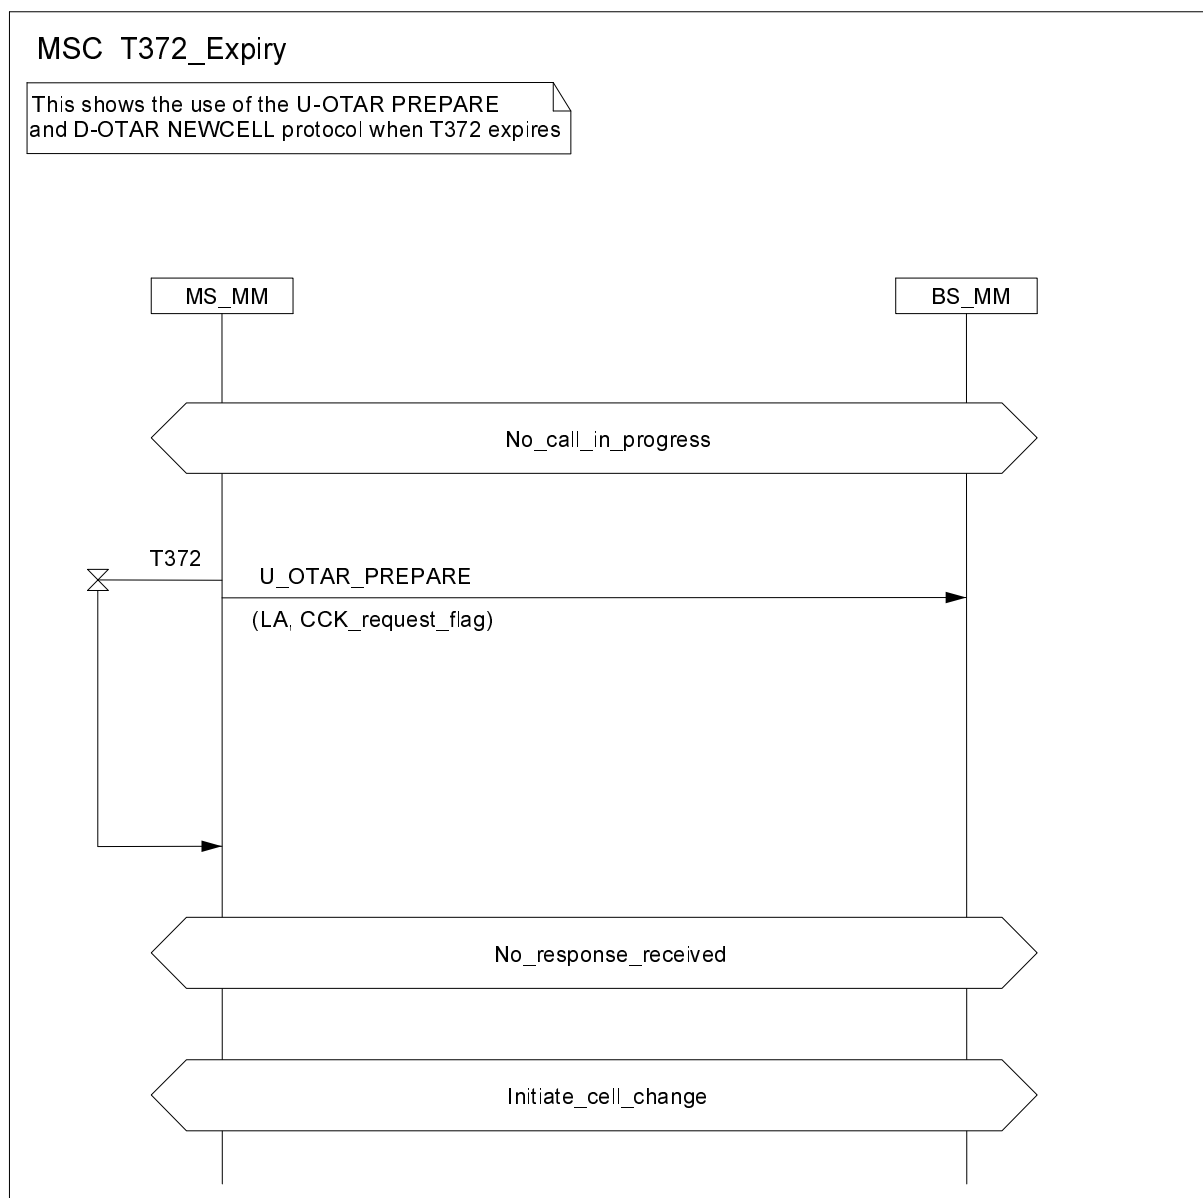 MSC T372_Expiry
This shows the use of the U-OTAR PREPARE
and D-OTAR NEWCELL protocol when T372 expires
MS_MM
BS_MM
No_call_in_progress
T372
U_OTAR_PREPARE
(LA, CCK_request_flag)
No_response_received
Initiate_cell_change